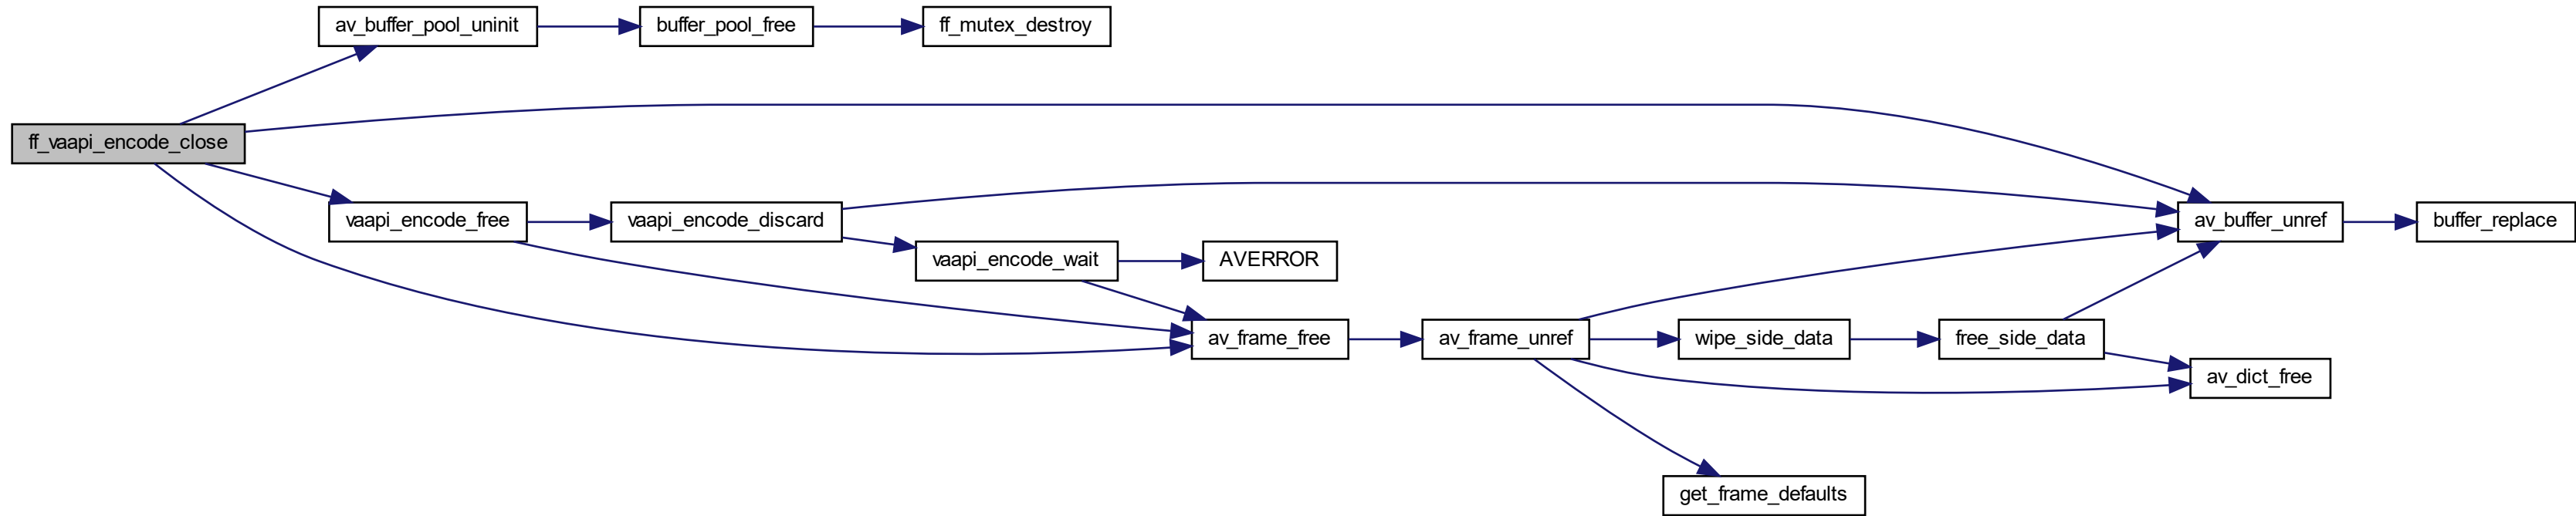 av_buffer_pool_uninit
buffer_pool_free
ff_mutex_destroy
ff_vaapi_encode_close
vaapi_encode_free
vaapi_encode_discard
av_buffer_unref
buffer_replace
vaapi_encode_wait
AVERROR
av_frame_free
av_frame_unref
wipe_side_data
free_side_data
av_dict_free
get_frame_defaults